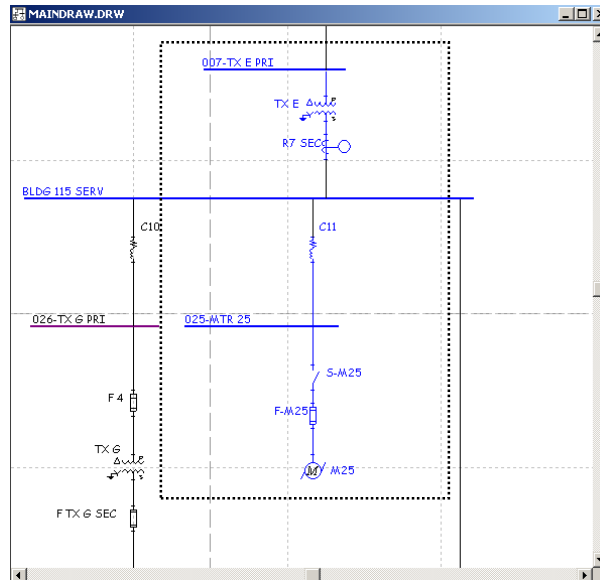 MAINDRAW.DRW
007-TX E PRI
TX E
R7 SEC
BLDG 115 SERV
C10
C11
026-TX G PRI
025-MTR 25
S-M25
F 4
F-M25
TX G
M
M25
F TX G SEC